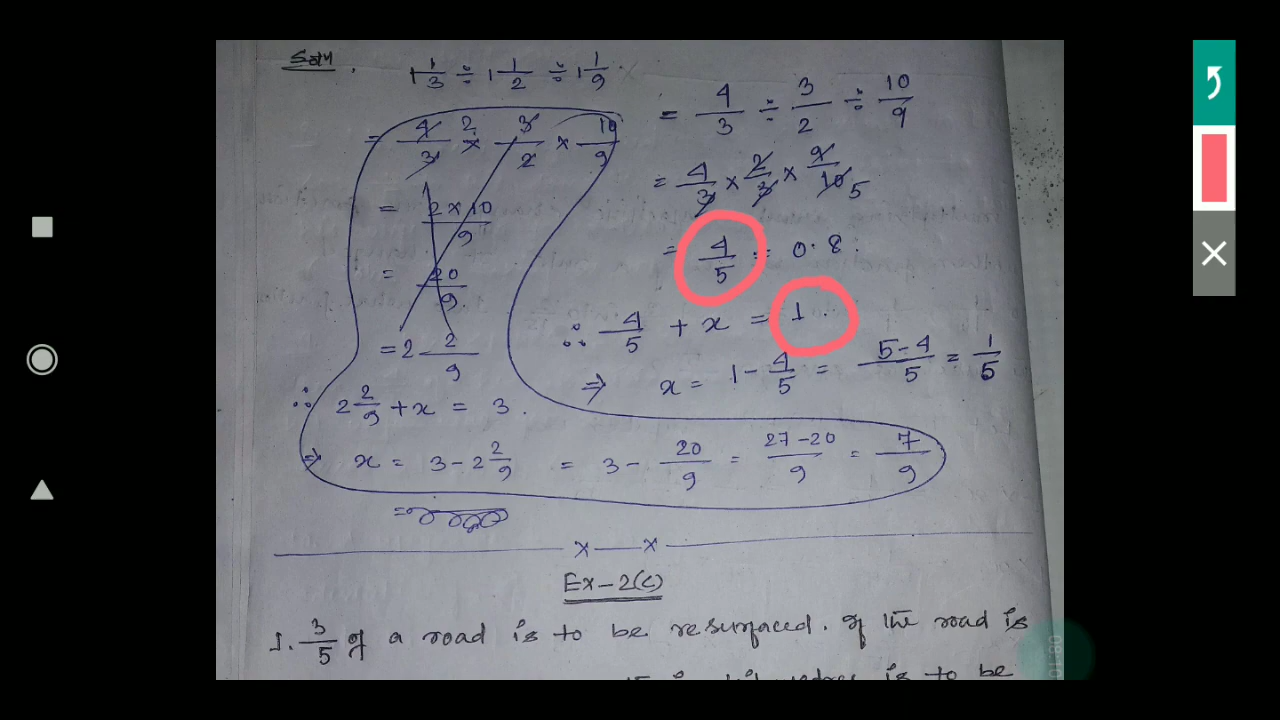 Soln. 1 1/3 ÷ 1 1/2 ÷ 1 1/9.
= 4/3 × 3/2 × 10/9
2
= 2×10/9
= 20/9.
= 2 2/9
∴ 2 2/9 + x = 3.
⇒ x = 3 - 2 2/9 = 3 - 20/9 = 27-20/9 = 7/9
= 4/3 ÷ 3/2 ÷ 10/9
= 4/3 × 2/3 × 9/10 5
= 4/5 = 0.8.
∴ 4/5 + x = 1.
⇒ x = 1 - 4/5 = 5-4/5 = 1/5
x — x
Ex-2(c)
1. 3/5 of a road is to be resurfaced. If the road is
is to be